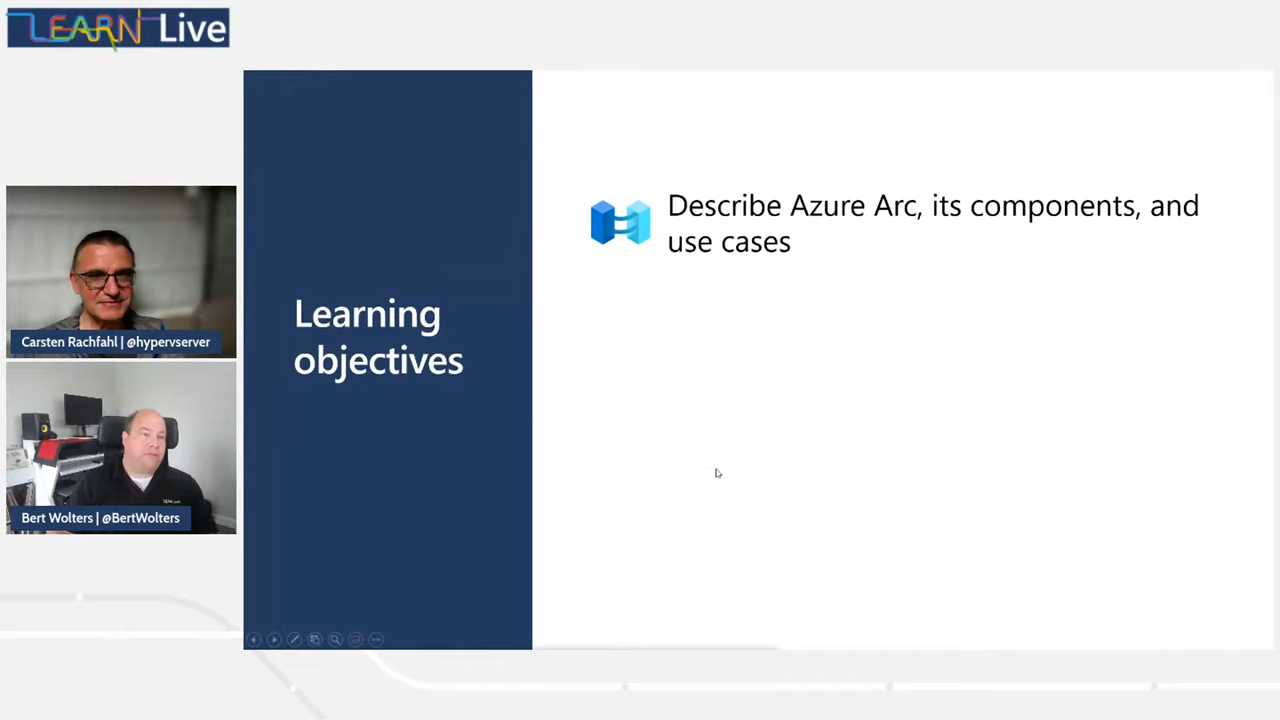 LEARN Live
Learning
objectives
Describe Azure Arc, its components, and
use cases
Carsten Rachfahl | @hypervserver
Bert Wolters | @BertWolters